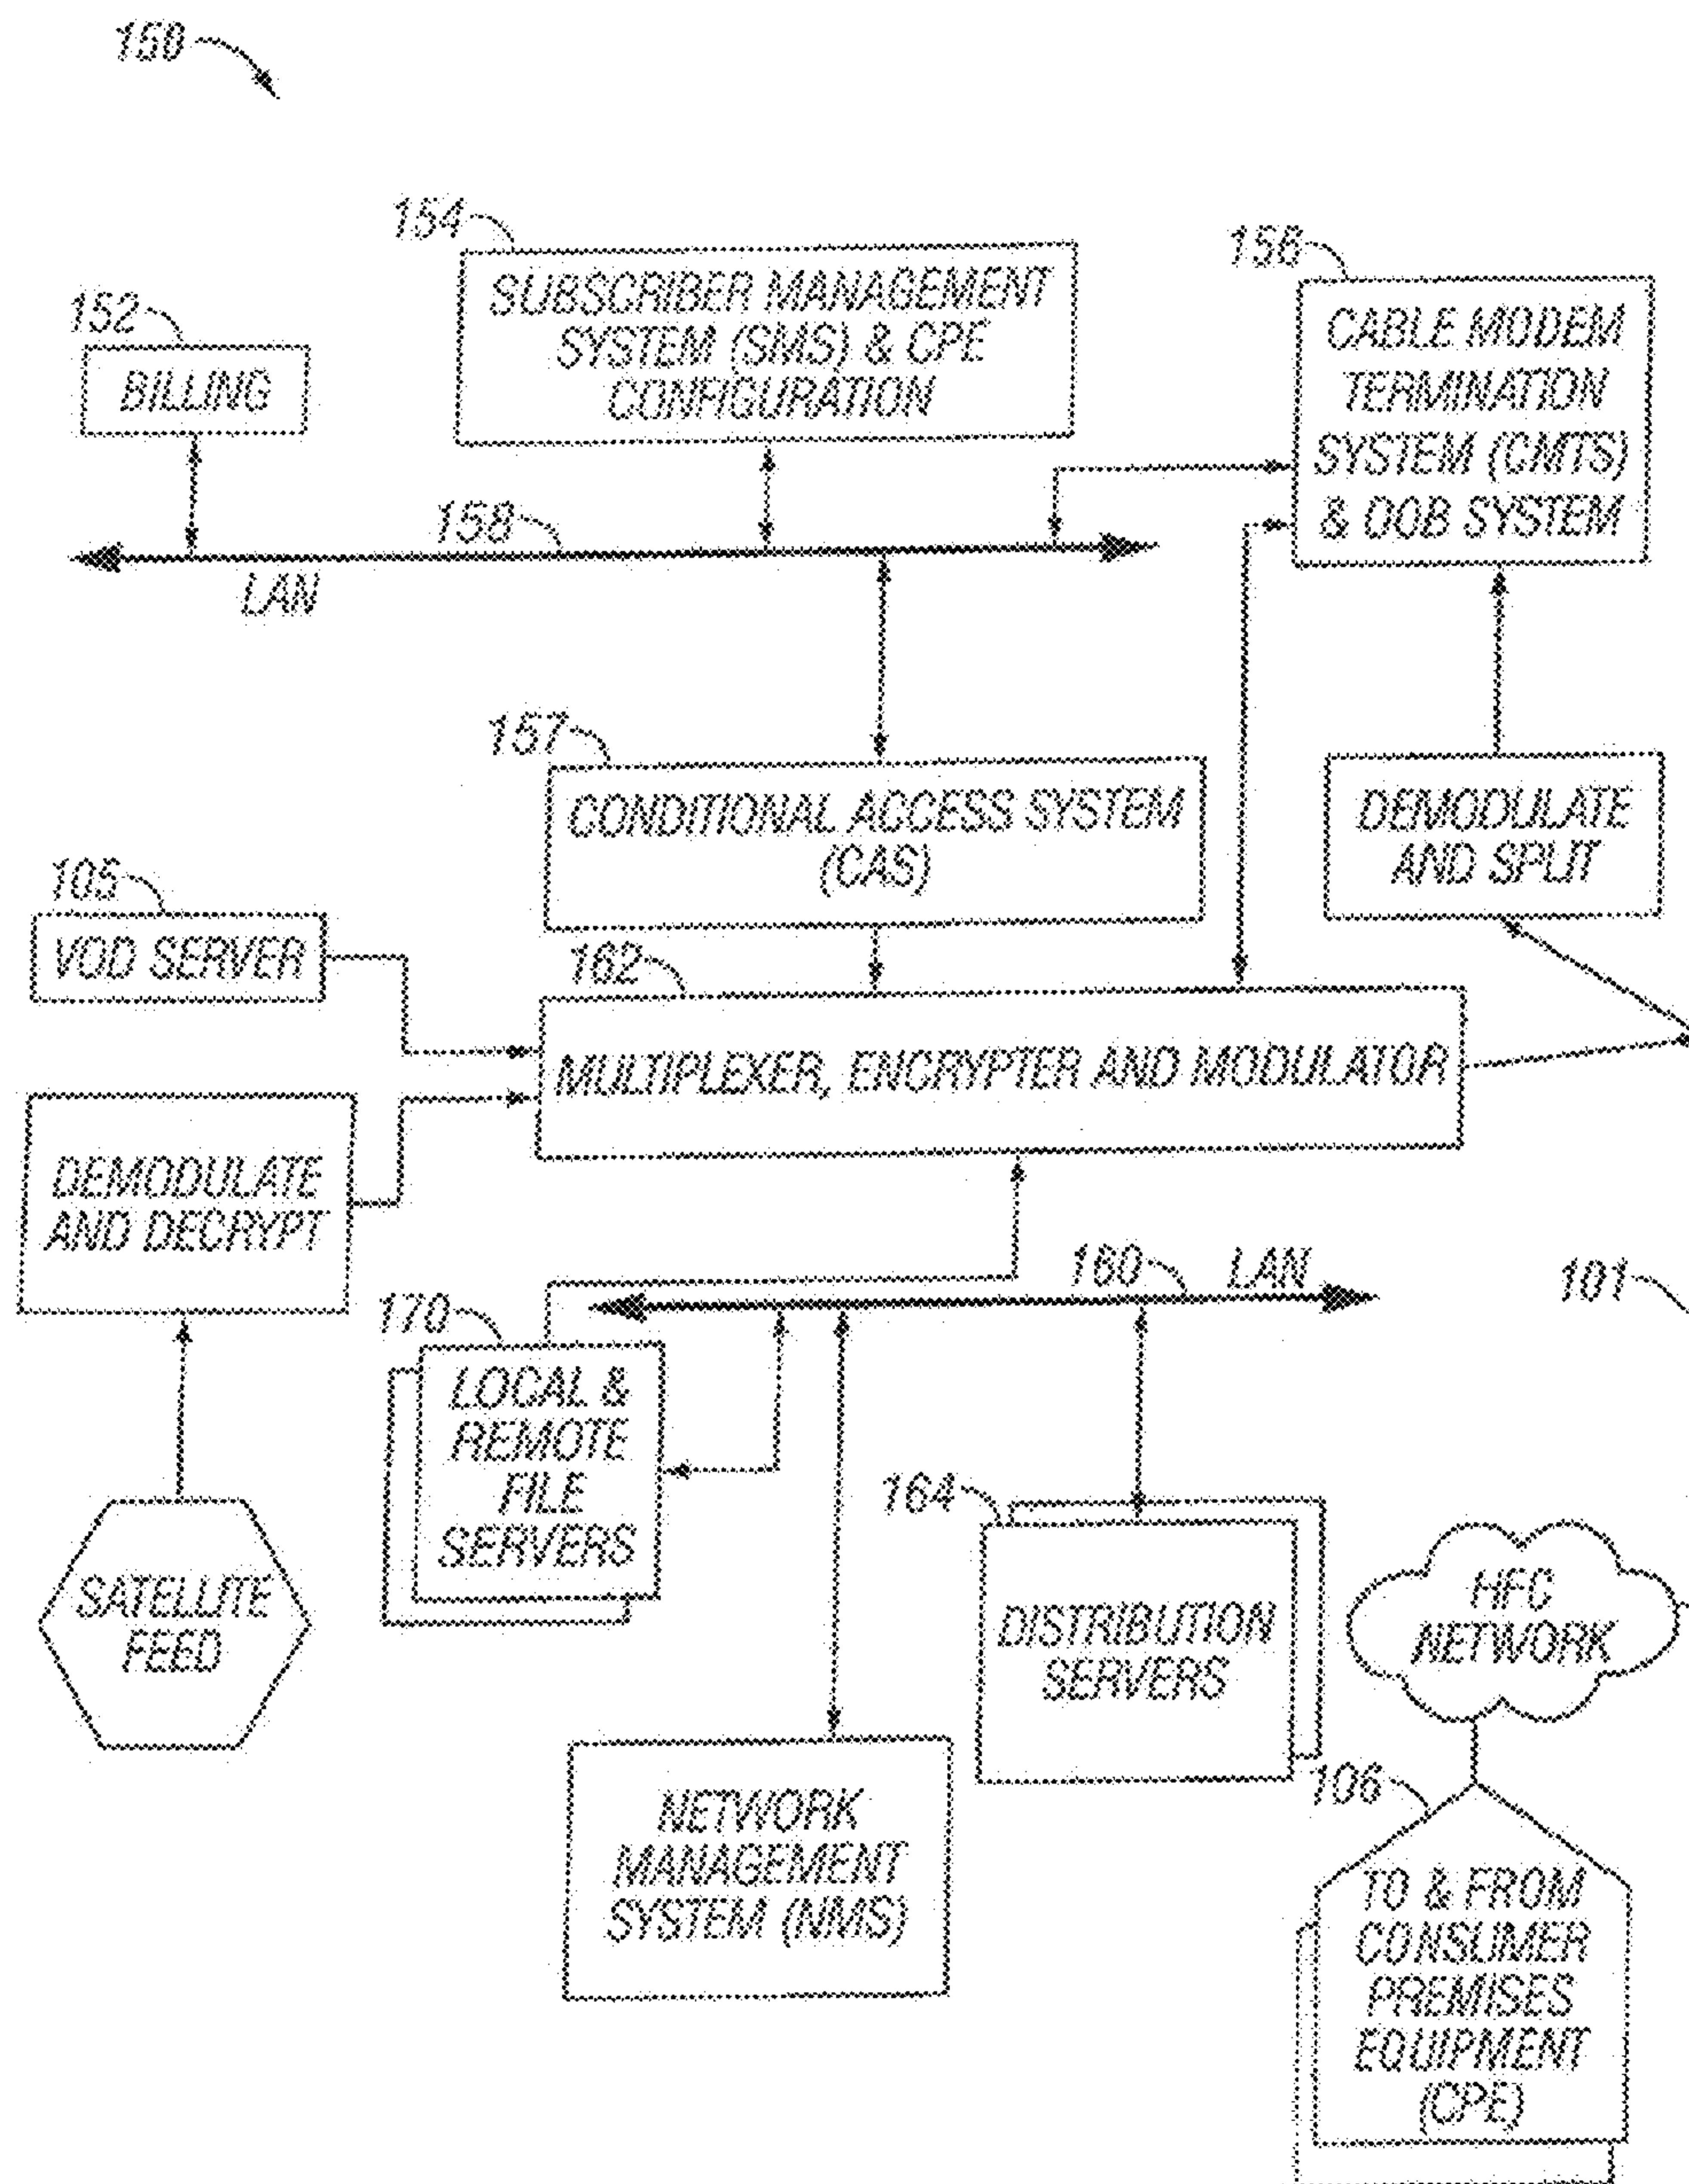 150
154
SUBSCRIBER MANAGEMENT
SYSTEM (SMS) & CPE
CONFIGURATION
156
CABLE MODEM
TERMINATION
SYSTEM (CMTS)
& OOB SYSTEM
152
BILLING
158
LAN
157
CONDITIONAL ACCESS SYSTEM
(CAS)
DEMODULATE
AND SPLIT
105
VOD SERVER
162
MULTIPLEXER, ENCRYPTER AND MODULATOR
DEMODULATE
AND DECRYPT
160
LAN
101
170
LOCAL &
REMOTE
FILE
SERVERS
164
DISTRIBUTION
SERVERS
SATELLITE
FEED
HFC
NETWORK
NETWORK
MANAGEMENT
SYSTEM (NMS)
106
TO & FROM
CONSUMER
PREMISES
EQUIPMENT
(CPE)